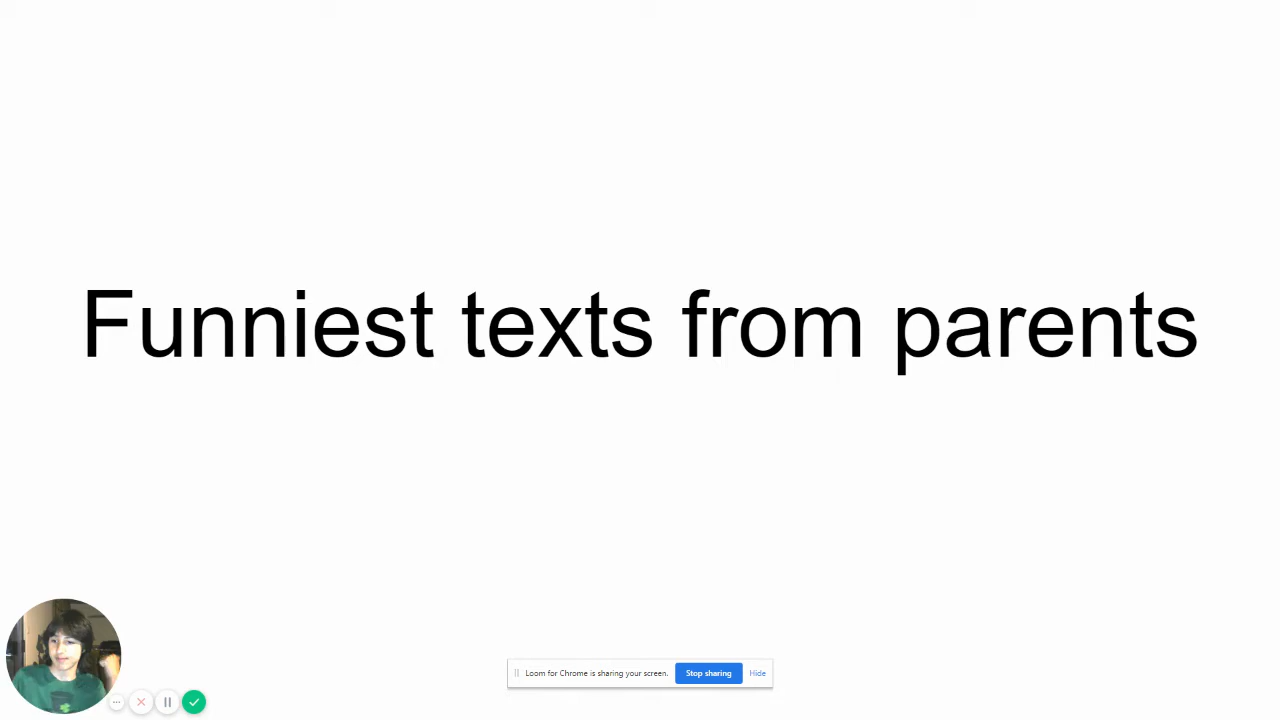 Funniest texts from parents
Loom for Chrome is sharing your screen. Stop sharing Hide